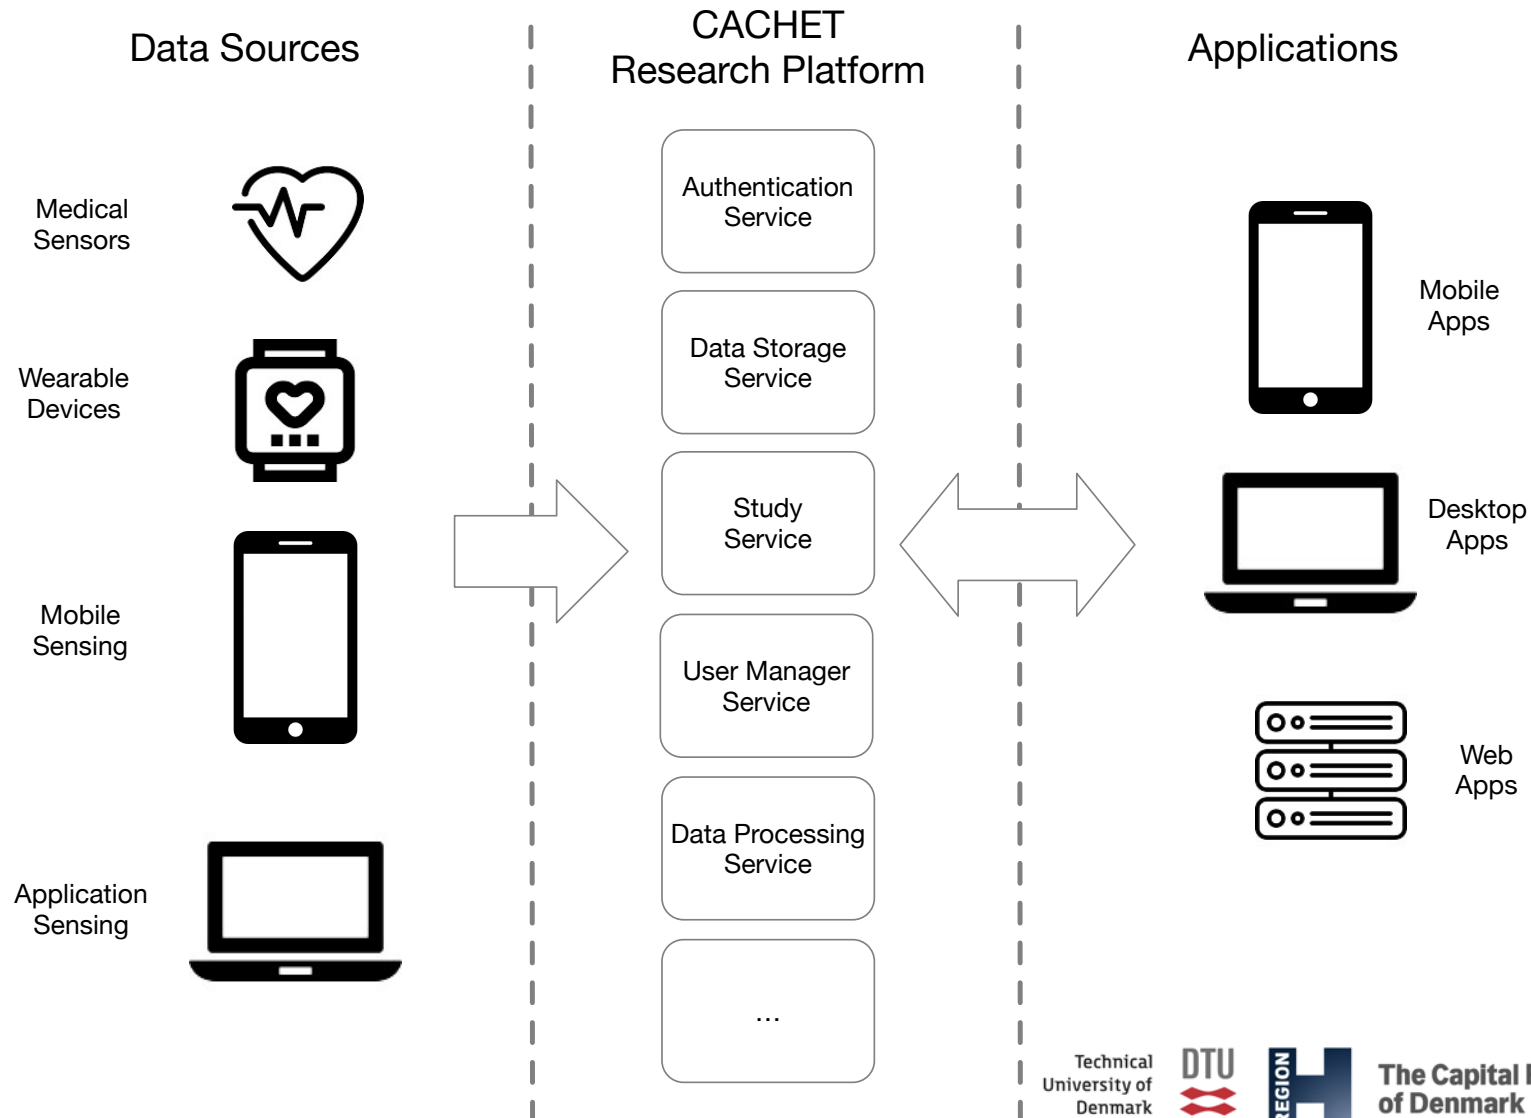 Data Sources
CACHET
Research Platform
Applications
Medical
Sensors
Wearable
Devices
Mobile
Sensing
Application
Sensing
Authentication
Service
Data Storage
Service
Study
Service
User Manager
Service
Data Processing
Service
...
Mobile
Apps
Desktop
Apps
Web
Apps
Technical
University of
Denmark
DTU
REGION
The Capital
of Denmark